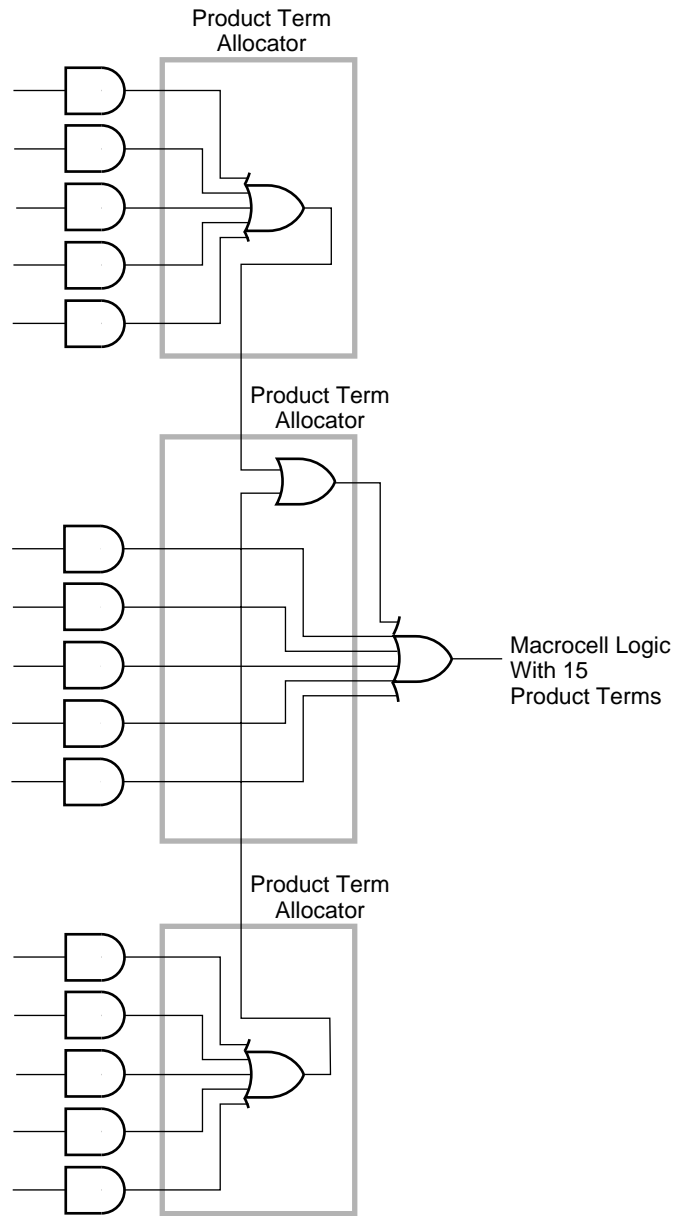 Product Term
Allocator
Product Term
Allocator
Macrocell Logic
With 15
Product Terms
Product Term
Allocator